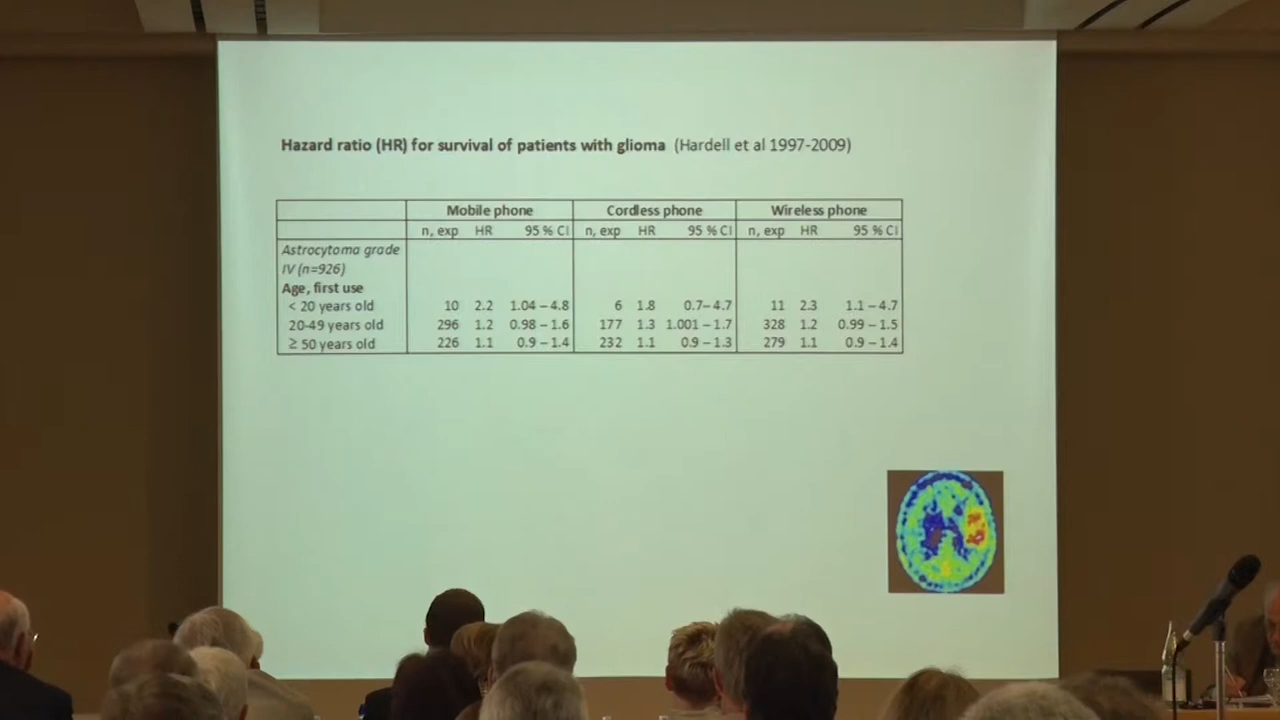 Hazard ratio (HR) for survival of patients with glioma (Hardell et al 1997-2009)
Mobile phone Cordless phone Wireless phone
n, exp HR 95 % CI n, exp HR 95 % CI n, exp HR 95 % CI
Astrocytoma grade
IV (n=926)
Age, first use
< 20 years old 10 2.2 1.04 – 4.8 6 1.8 0.7– 4.7 11 2.3 1.1 – 4.7
20-49 years old 296 1.2 0.98 – 1.6 177 1.3 1.001 – 1.7 328 1.2 0.99 – 1.5
≥ 50 years old 226 1.1 0.9 – 1.4 232 1.1 0.9 – 1.3 279 1.1 0.9 – 1.4